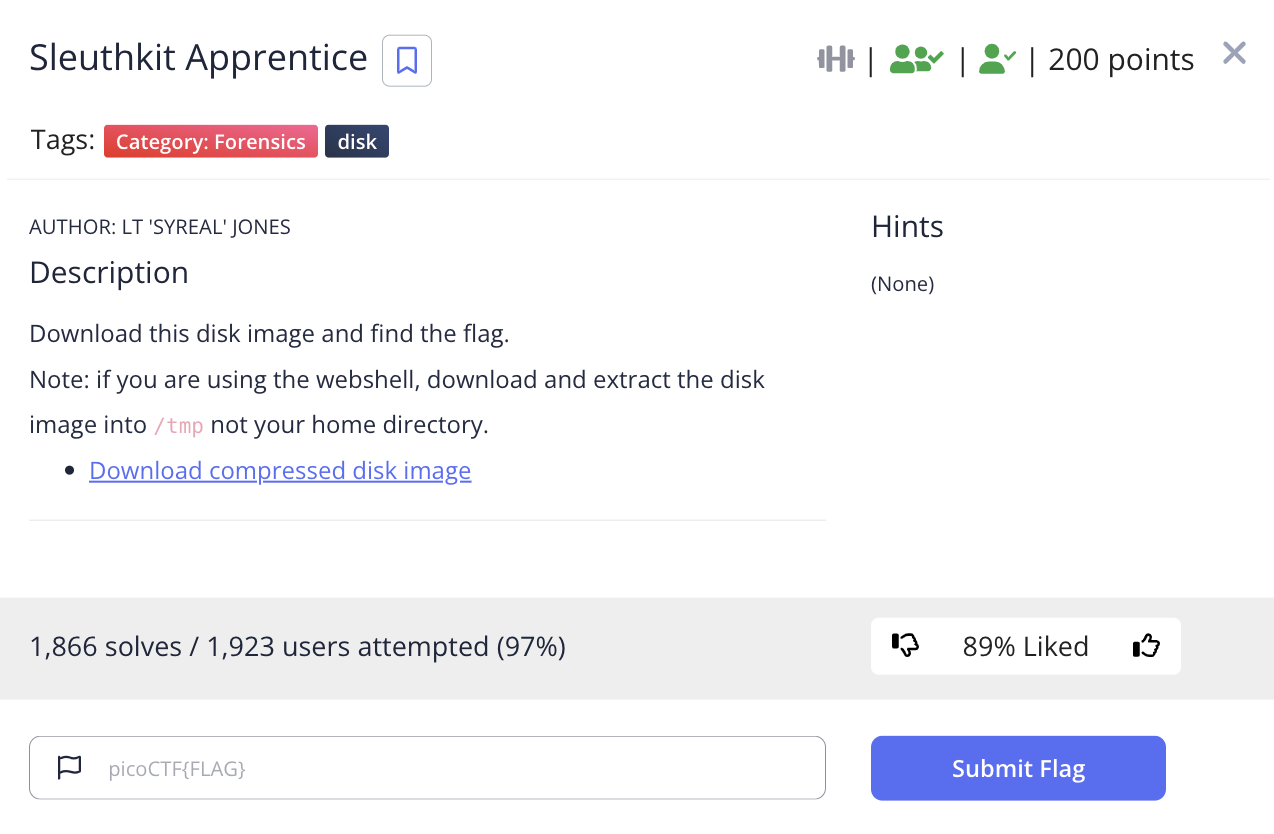 Sleuthkit Apprentice
| | | 200 points
Tags: Category: Forensics disk
AUTHOR: LT 'SYREAL' JONES
Description
Download this disk image and find the flag.
Note: if you are using the webshell, download and extract the disk
image into /tmp not your home directory.
• Download compressed disk image
Hints
(None)
1,866 solves / 1,923 users attempted (97%)
89% Liked
picoCTF{FLAG}
Submit Flag